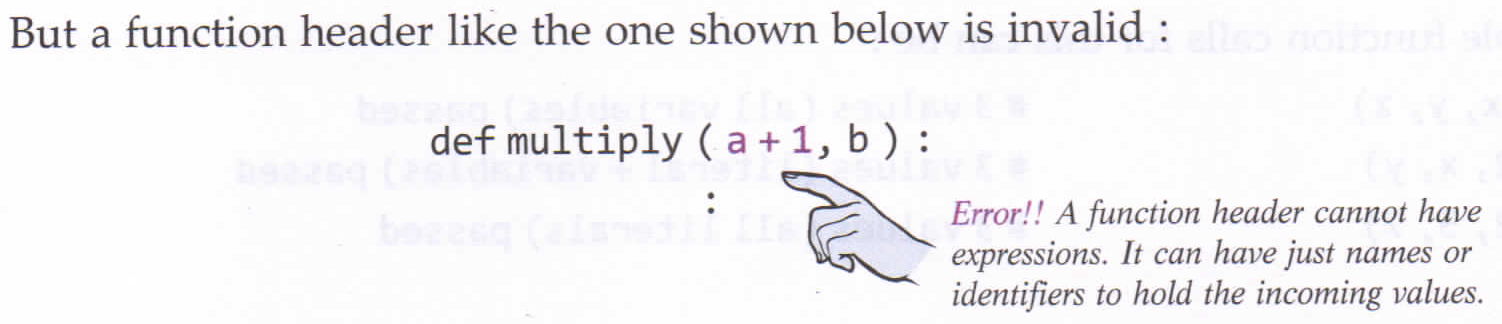 But a function header like the one shown below is invalid :
def multiply ( a + 1, b ) :
:
Error!! A function header cannot have
expressions. It can have just names or
identifiers to hold the incoming values.